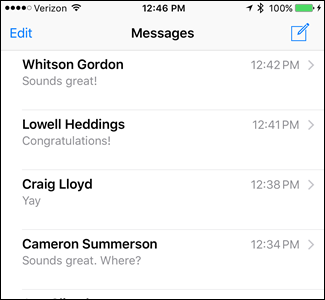 Verizon 12:46 PM 100%
Edit Messages
Whitson Gordon 12:42 PM
Sounds great!
Lowell Heddings 12:41 PM
Congratulations!
Craig Lloyd 12:38 PM
Yay
Cameron Summerson 12:34 PM
Sounds great. Where?